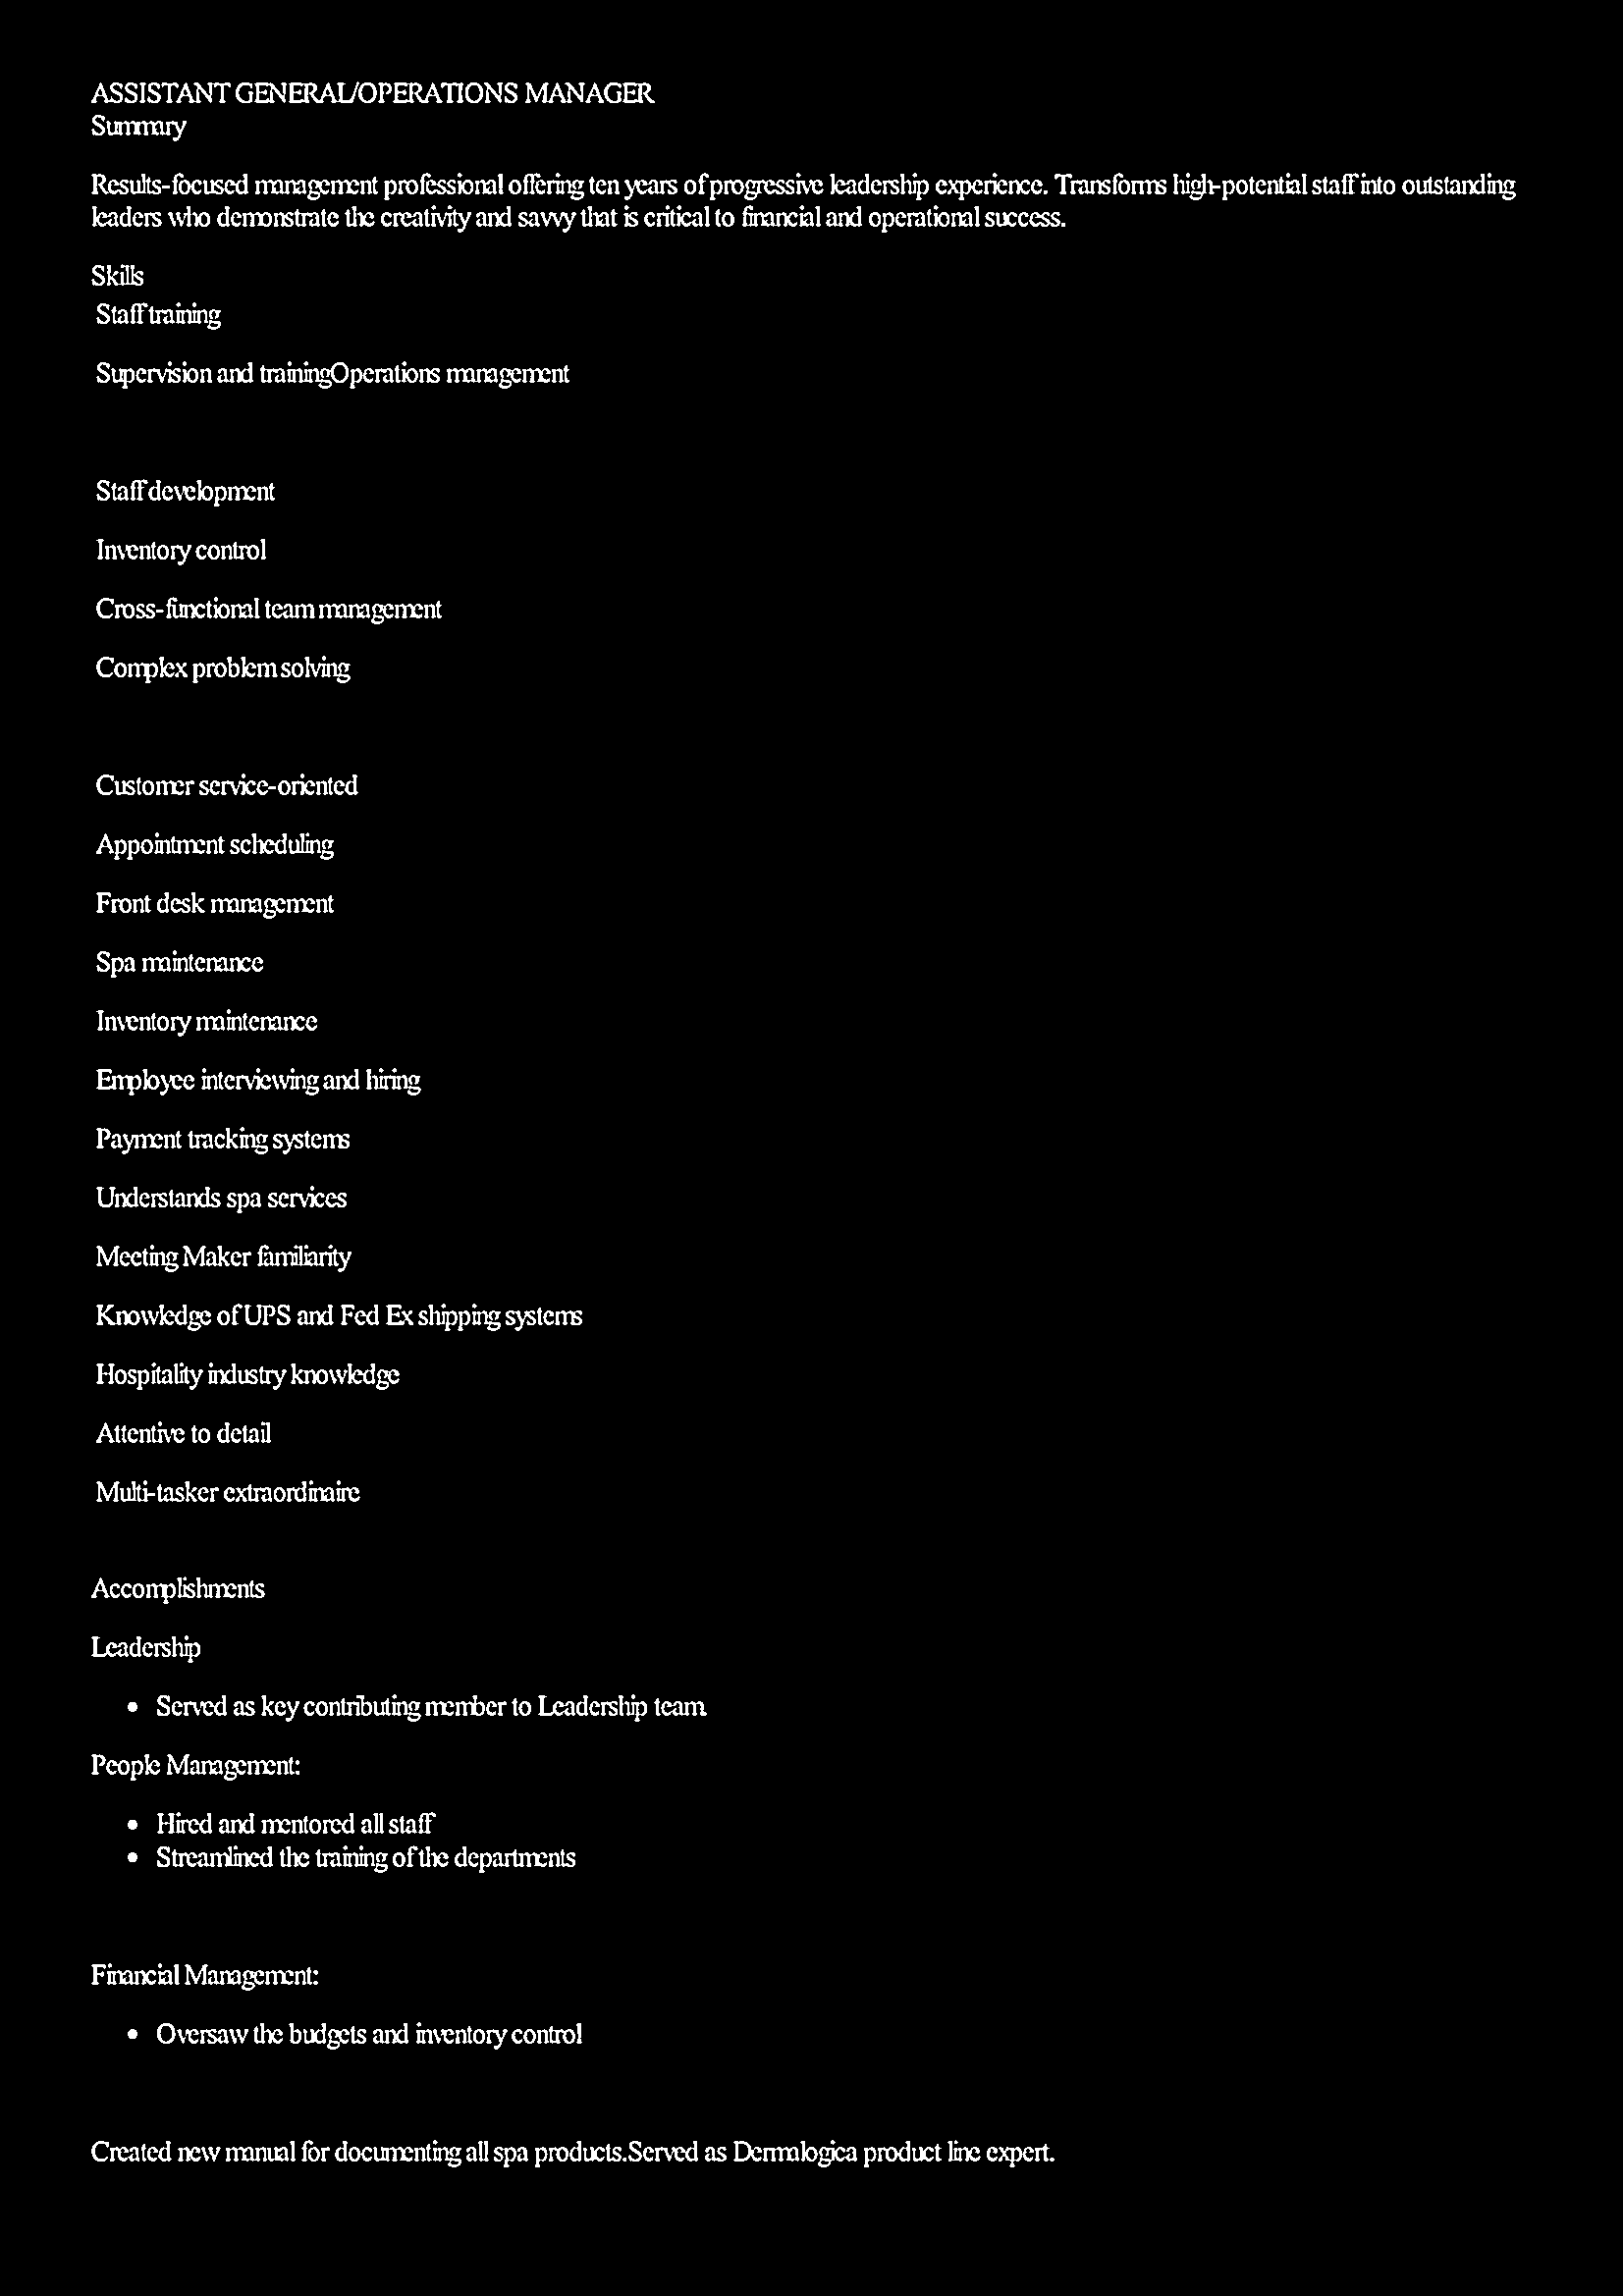 ASSISTANT GENERAL/OPERATIONS MANAGER
Summary
Results-focused management professional offering ten years of progressive leadership experience. Transforms high-potential staff into outstanding
leaders who demonstrate the creativity and savvy that is critical to financial and operational success.
Skills
Staff training
Supervision and trainingOperations management
Staff development
Inventory control
Cross-functional team management
Complex problem solving
Customer service-oriented
Appointment scheduling
Front desk management
Spa maintenance
Inventory maintenance
Employee interviewing and hiring
Payment tracking systems
Understands spa services
Meeting Maker familiarity
Knowledge of UPS and Fed Ex shipping systems
Hospitality industry knowledge
Attentive to detail
Multi-tasker extraordinaire
Accomplishments
Leadership
• Served as key contributing member to Leadership team.
People Management:
• Hired and mentored all staff
• Streamlined the training of the departments
Financial Management:
• Oversaw the budgets and inventory control
Created new manual for documenting all spa products.Served as Dermalogica product line expert.